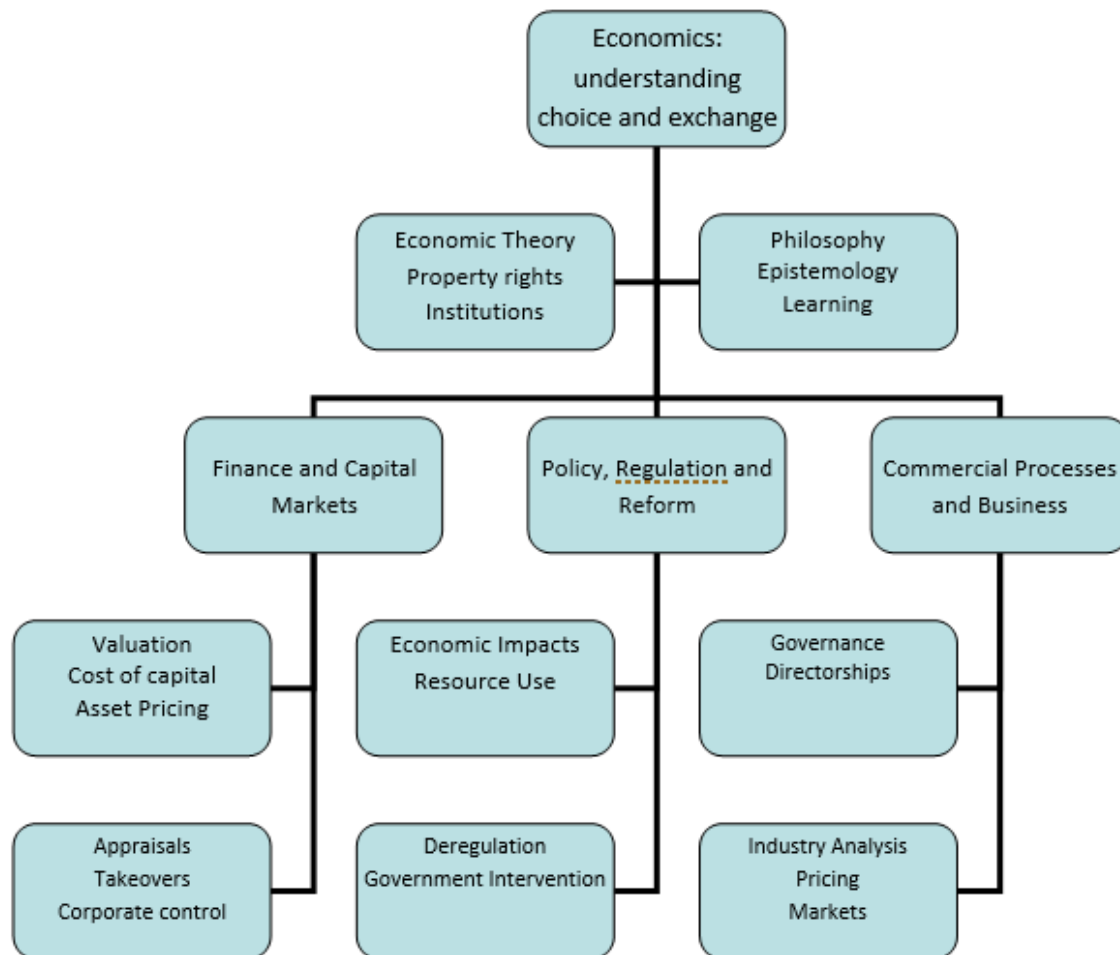 Economics:
understanding
choice and exchange
Economic Theory
Property rights
Institutions
Philosophy
Epistemology
Learning
Finance and Capital
Markets
Policy, Regulation and
Reform
Commercial Processes
and Business
Valuation
Cost of capital
Asset Pricing
Economic Impacts
Resource Use
Governance
Directorships
Appraisals
Takeovers
Corporate control
Deregulation
Government Intervention
Industry Analysis
Pricing
Markets